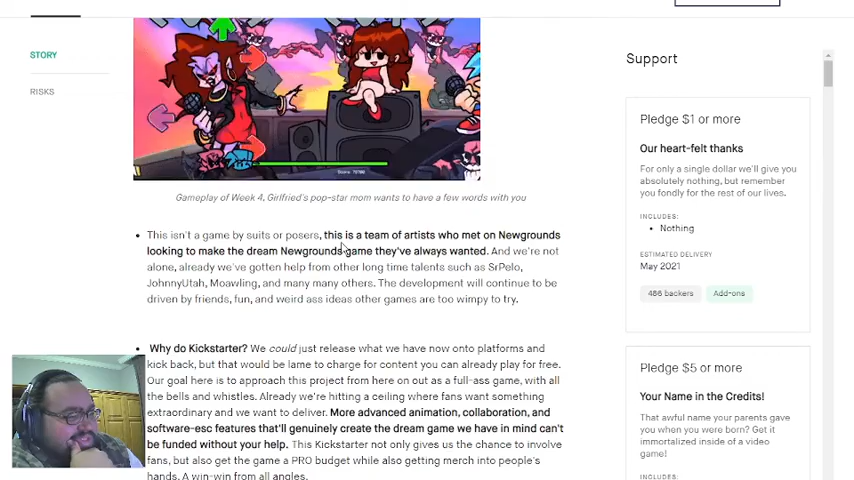 STORY
RISKS
Gameplay of Week 4, Girlfried's pop-star mom wants to have a few words with you
• This isn't a game by suits or posers, this is a team of artists who met on Newgrounds
looking to make the dream Newgrounds game they've always wanted. And we're not
alone, already we've gotten help from other long time talents such as SrPelo,
JohnnyUtah, Moawling, and many many others. The development will continue to be
driven by friends, fun, and weird ass ideas other games are too wimpy to try.
• Why do Kickstarter? We could just release what we have now onto platforms and
kick back, but that would be lame to charge for content you can already play for free.
Our goal here is to approach this project from here on out as a full-ass game, with all
the bells and whistles. Already we're hitting a ceiling where fans want something
extraordinary and we want to deliver. More advanced animation, collaboration, and
software-esc features that'll genuinely create the dream game we have in mind can't
be funded without your help. This Kickstarter not only gives us the chance to involve
fans, but also get the game a PRO budget while also getting merch into people's
hands. A win-win from all angles.
Support
Pledge $1 or more
Our heart-felt thanks
For only a single dollar we'll give you
absolutely nothing, but remember
you fondly for the rest of our lives.
INCLUDES:
• Nothing
ESTIMATED DELIVERY
May 2021
486 backers
Add-ons
Pledge $5 or more
Your Name in the Credits!
That awful name your parents gave
you when you were born? Get it
immortalized inside of a video
game!
INCLUDES: